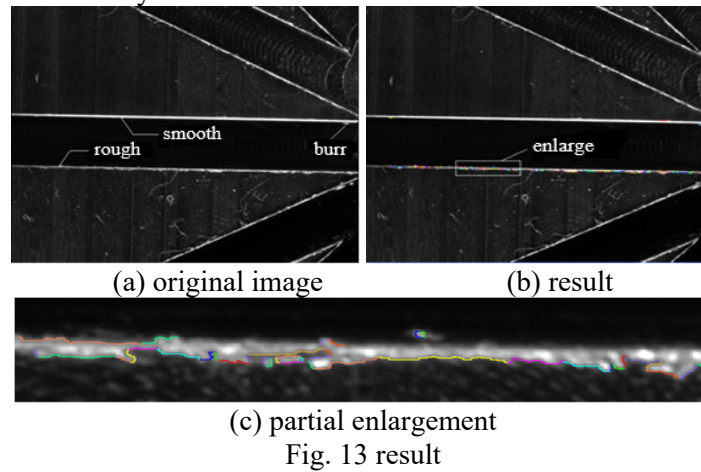 smooth
rough
burr
enlarge
(a) original image
(b) result
(c) partial enlargement
Fig. 13 result